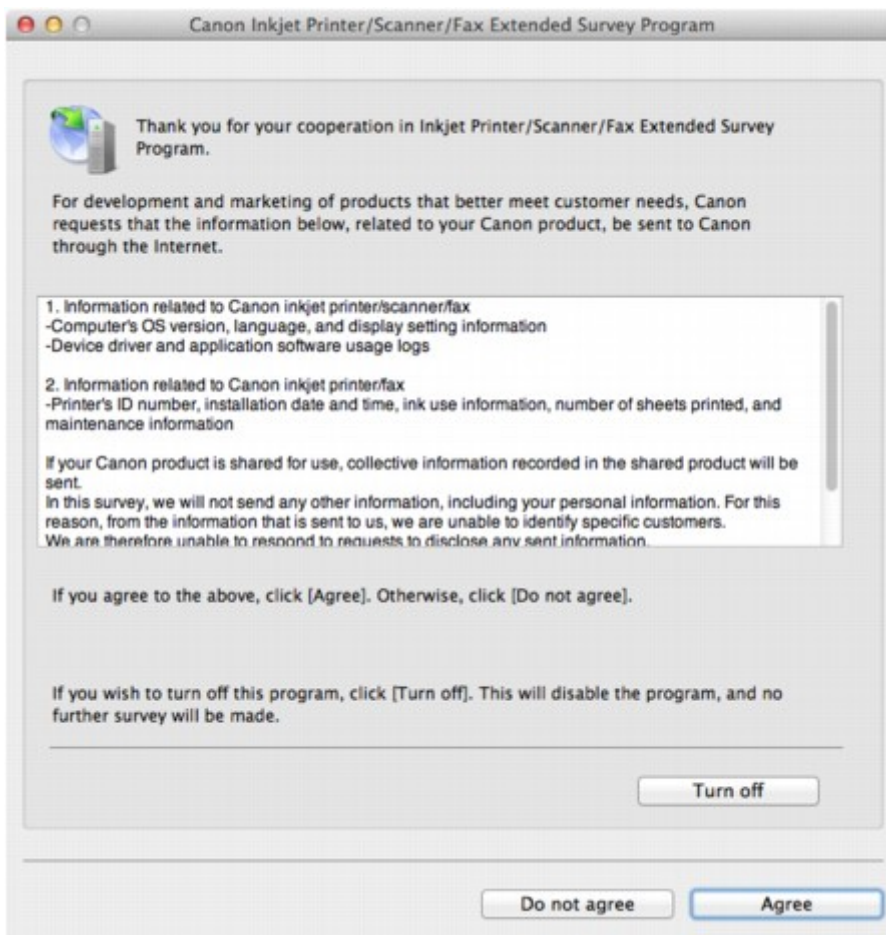 Canon Inkjet Printer/Scanner/Fax Extended Survey Program
Thank you for your cooperation in Inkjet Printer/Scanner/Fax Extended Survey
Program.
For development and marketing of products that better meet customer needs, Canon
requests that the information below, related to your Canon product, be sent to Canon
through the Internet.
1. Information related to Canon inkjet printer/scanner/fax
-Computer's OS version, language, and display setting information
-Device driver and application software usage logs
2. Information related to Canon inkjet printer/fax
-Printer's ID number, installation date and time, ink use information, number of sheets printed, and
maintenance information
If your Canon product is shared for use, collective information recorded in the shared product will be
sent.
In this survey, we will not send any other information, including your personal information. For this
reason, from the information that is sent to us, we are unable to identify specific customers.
We are therefore unable to respond to requests to disclose any sent information.
If you agree to the above, click [Agree]. Otherwise, click [Do not agree].
If you wish to turn off this program, click [Turn off]. This will disable the program, and no
further survey will be made.
Turn off
Do not agree
Agree